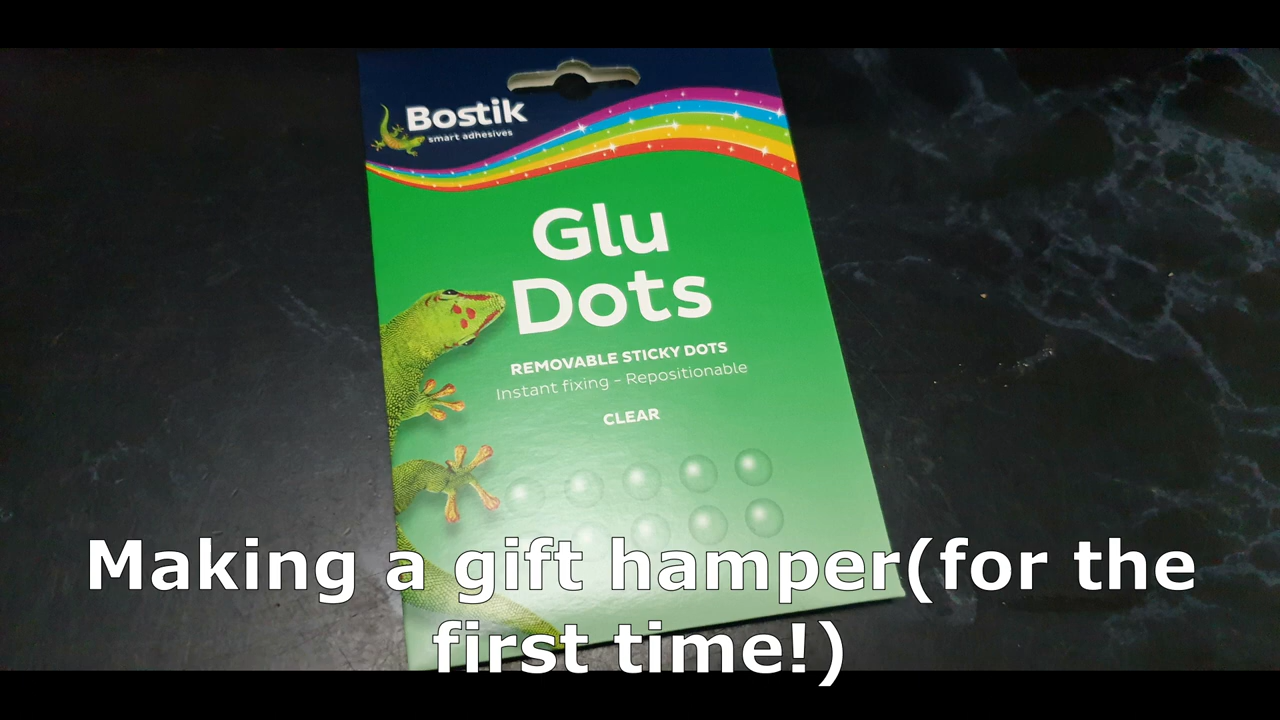 Bostik
smart adhesives
Glu
Dots
REMOVABLE STICKY DOTS
Instant fixing - Repositionable
CLEAR
Making a gift hamper(for the
first time!)